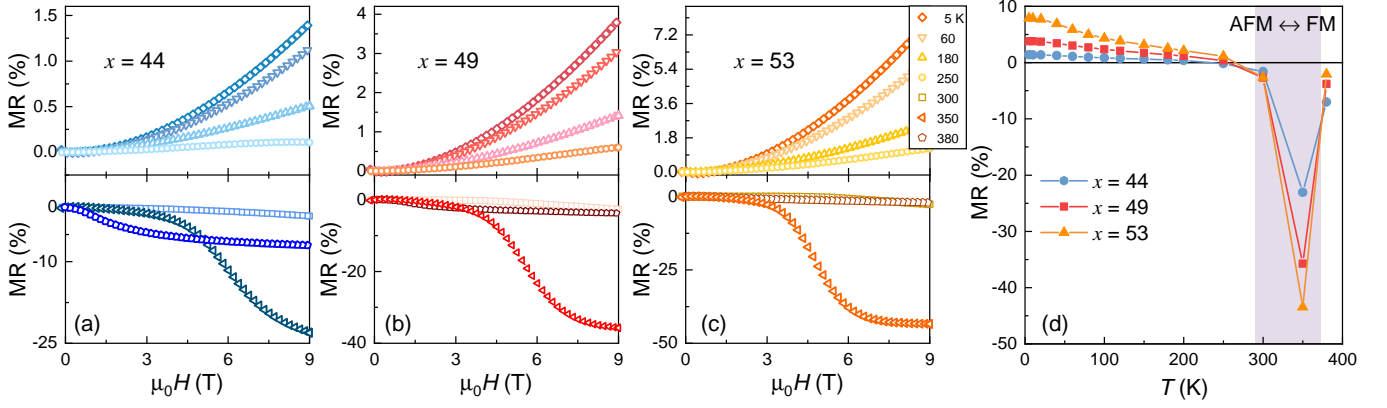 MR (%)
1.5
1.0
0.5
0.0
x = 44
MR (%)
0
-10
-25
(a)
0 3 6 9
μ₀H (T)
MR (%)
4
3
2
1
0
x = 49
MR (%)
0
-20
-40
(b)
0 3 6 9
μ₀H (T)
MR (%)
7.2
5.4
3.6
1.8
0.0
x = 53
5 K
60
180
250
300
350
380
MR (%)
0
-25
-50
(c)
0 3 6 9
μ₀H (T)
MR (%)
10
0
-10
-20
-30
-40
-50
AFM ↔ FM
x = 44
x = 49
x = 53
(d)
0 100 200 300 400
T (K)